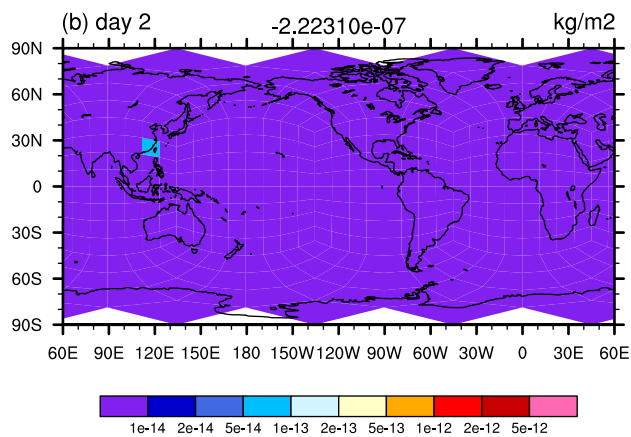 (b) day 2 -2.22310e-07 kg/m2
90N
60N
30N
0
30S
60S
90S
60E 90E 120E 150E 180 150W 120W 90W 60W 30W 0 30E 60E
1e-14 2e-14 5e-14 1e-13 2e-13 5e-13 1e-12 2e-12 5e-12